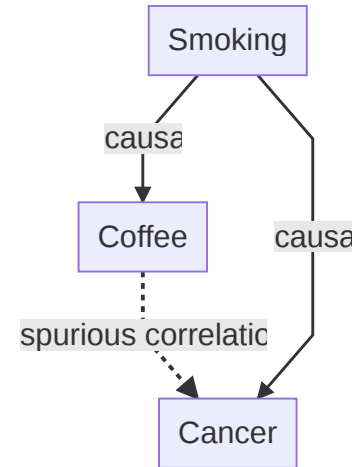 Smoking
causa
Coffee
causa
spurious correlatio
Cancer